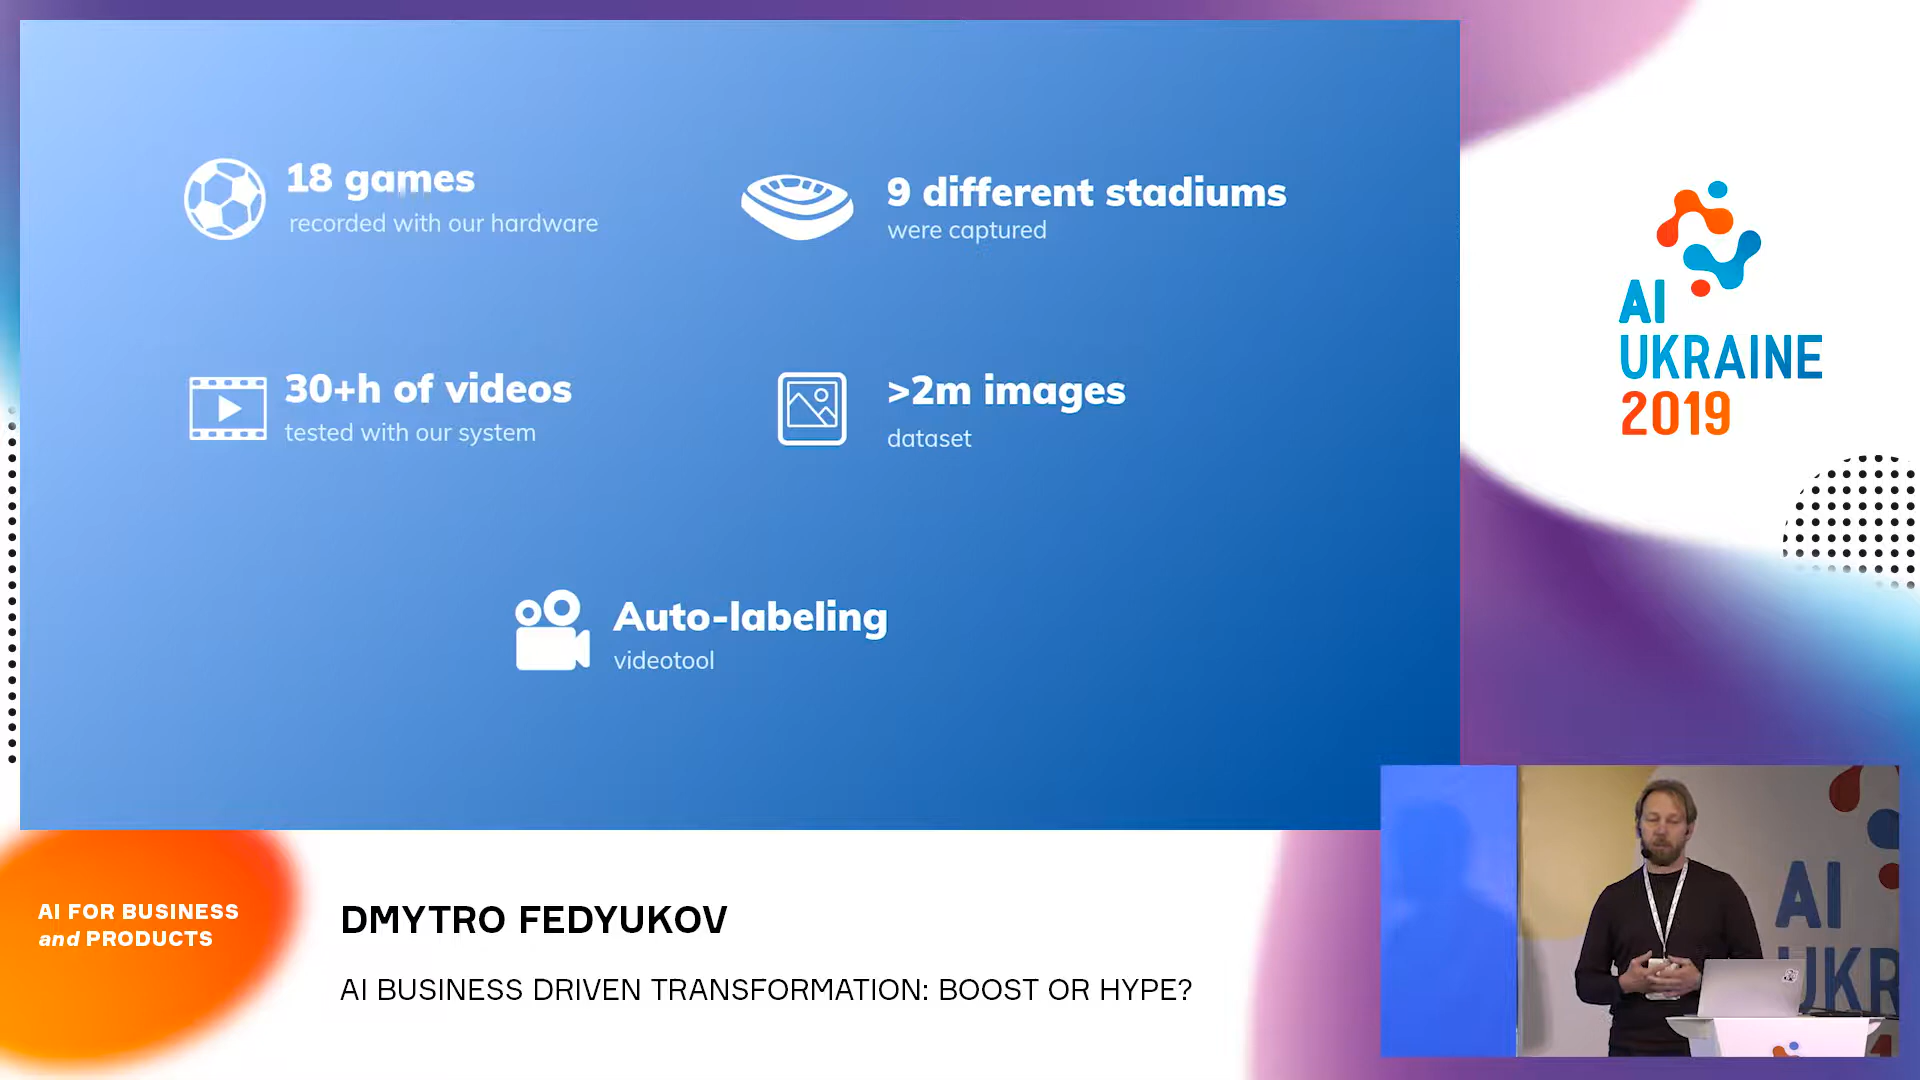 18 games
recorded with our hardware
9 different stadiums
were captured
30+h of videos
tested with our system
>2m images
dataset
Auto-labeling
videotool
AI
UKRAINE
2019
AI FOR BUSINESS
and PRODUCTS
DMYTRO FEDYUKOV
AI BUSINESS DRIVEN TRANSFORMATION: BOOST OR HYPE?
AI
UKR